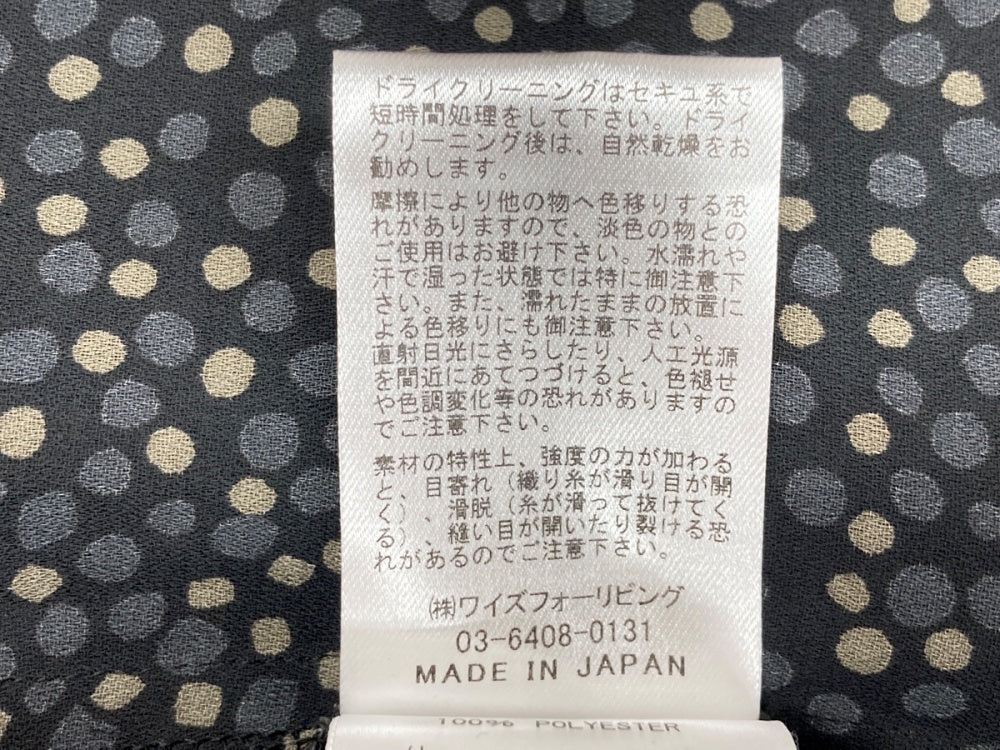 ドライクリーニングはセキュ系で
短時間処理をして下さい。ドライ
クリーニング後は、自然乾燥をお
勧めします。
摩擦により他の物へ色移りする恐
れがありますので、淡色の物との
ご使用はお避け下さい。水濡れや
汗で湿った状態では特に御注意下
さい。また、濡れたままの放置に
よる色移りにも御注意下さい。
直射日光にさらしたり、人工光源
を間近にあてつづけると、色褪せ
や色調変化等の恐れがありますの
でご注意下さい。
素材の特性上、強度の力が加わる
と、目寄れ（織り糸が滑り目が開
く）、滑脱（糸が滑って抜けてく
る）、縫い目が開いたり裂ける恐
れがあるのでご注意下さい。
㈱ワイズフォーリビング
03-6408-0131
MADE IN JAPAN
100% POLYESTER